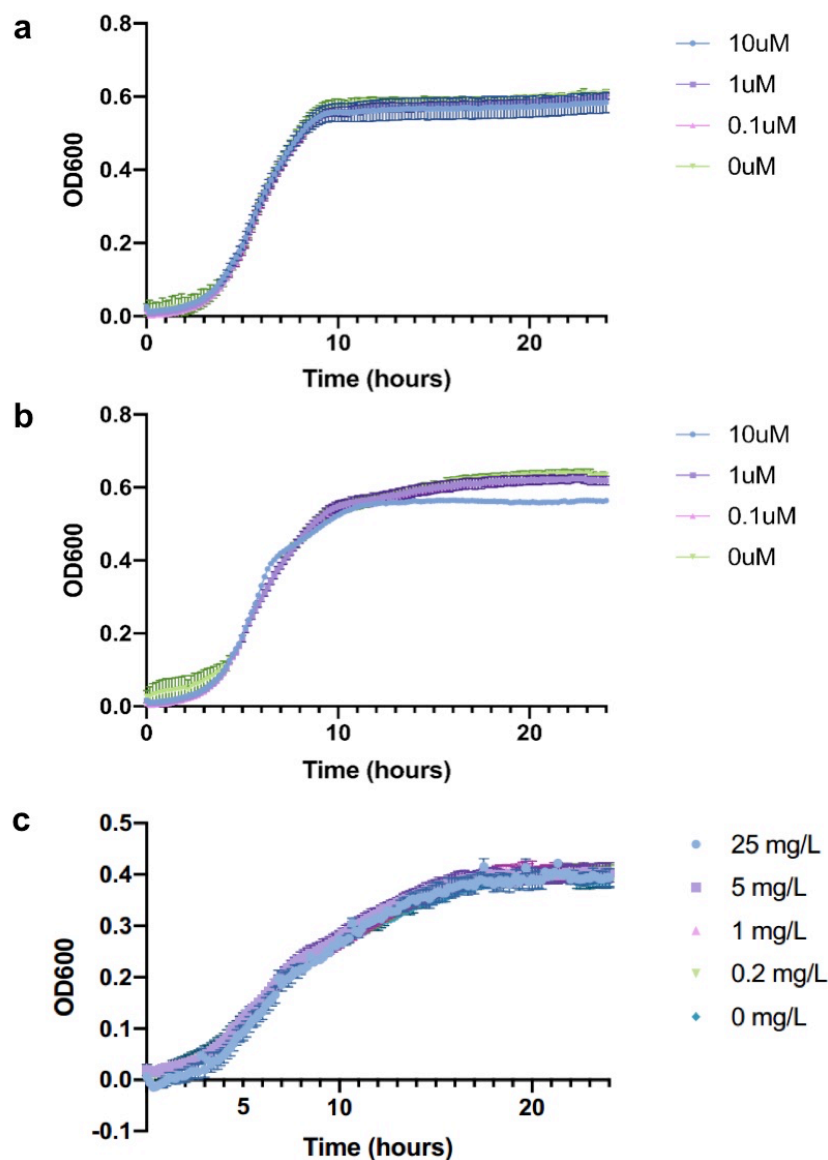 a
0.8
0.6
0.4
0.2
0.0
OD600
0
10
20
Time (hours)
10uM
1uM
0.1uM
0uM
b
0.8
0.6
0.4
0.2
0.0
OD600
0
10
20
Time (hours)
10uM
1uM
0.1uM
0uM
c
0.5
0.4
0.3
0.2
0.1
0.0
-0.1
OD600
5
10
20
Time (hours)
25 mg/L
5 mg/L
1 mg/L
0.2 mg/L
0 mg/L